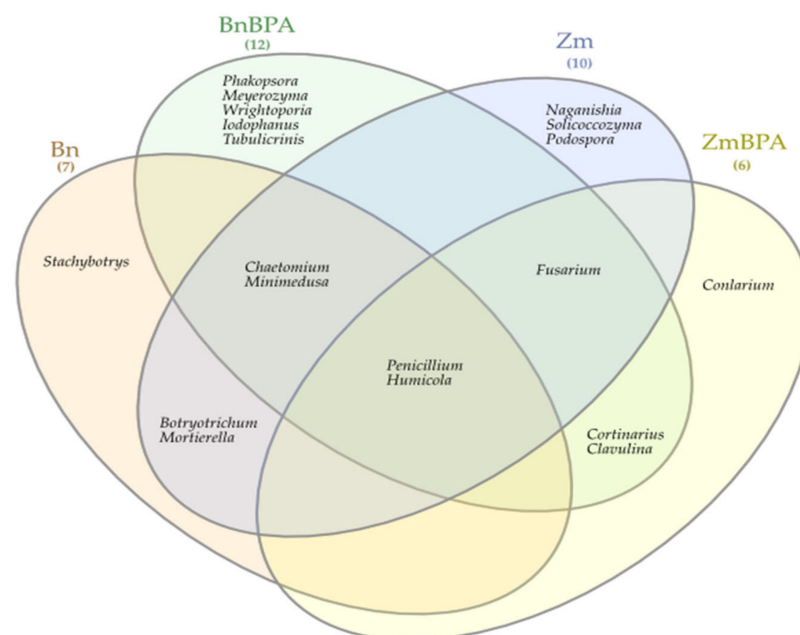 BnBPA
(12)
Zm
(10)
Phakopsora
Meyerozyma
Wrightoporia
Iodophanus
Tubulicrinis
Naganishia
Solicoccozyma
Podospora
Bn
(7)
ZmBPA
(6)
Stachybotrys
Chaetomium
Minimedusa
Fusarium
Conlarium
Penicillium
Humicola
Botryotrichum
Mortierella
Cortinarius
Clavulina